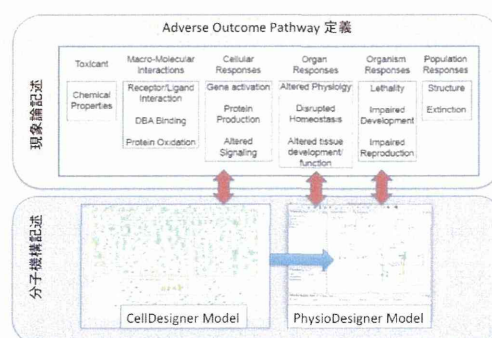 Adverse Outcome Pathway 定義
現象論記述
Toxicant
Chemical
Properties
Macro-Molecular
Interactions
Receptor/Ligand
Interaction
DBA Binding
Protein Oxidation
Cellular
Responses
Gene activation
Protein
Production
Altered
Signaling
Organ
Responses
Altered Physiolgy
Disrupted
Homeostasis
Altered tissue
development/
function
Organism
Responses
Lethality
Impaired
Development
Impaired
Reproduction
Population
Responses
Structure
Extinction
分子機構記述
CellDesigner Model
PhysioDesigner Model